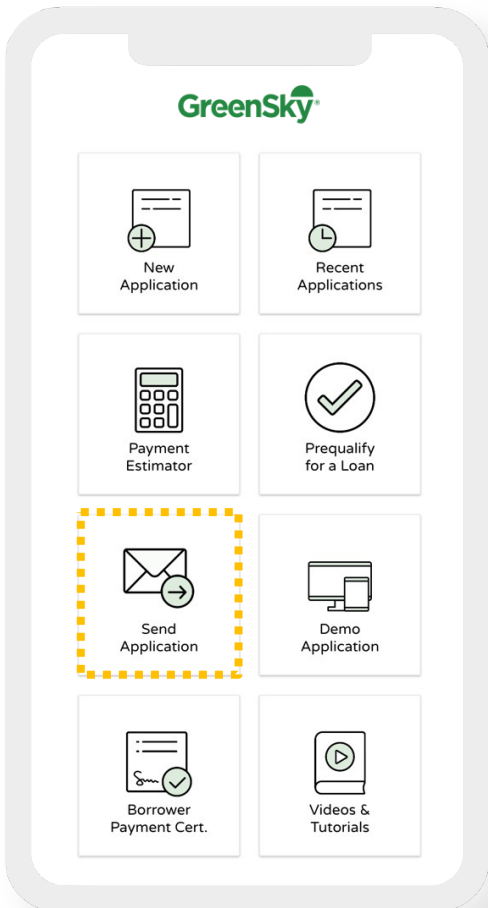 GreenSky
New
Application
Recent
Applications
Payment
Estimator
Prequalify
for a Loan
Send
Application
Demo
Application
Borrower
Payment Cert.
Videos &
Tutorials